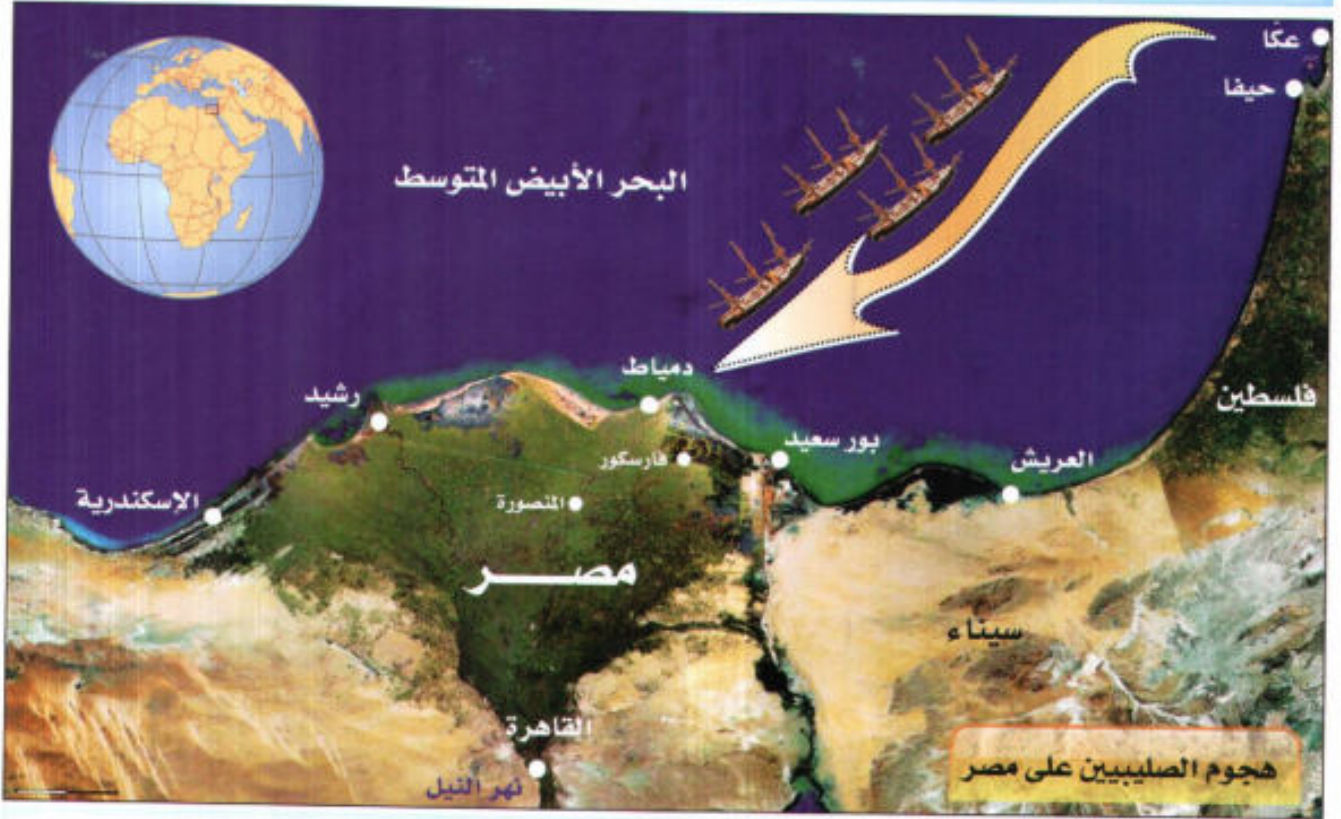 عكا
حيفا
البحر الأبيض المتوسط
دمياط
رشيد
فلسطين
بور سعيد
فارسكور
العريش
الإسكندرية
المنصورة
مصـــر
سيناء
القاهرة
نهر النيل
هجوم الصليبيين على مصر